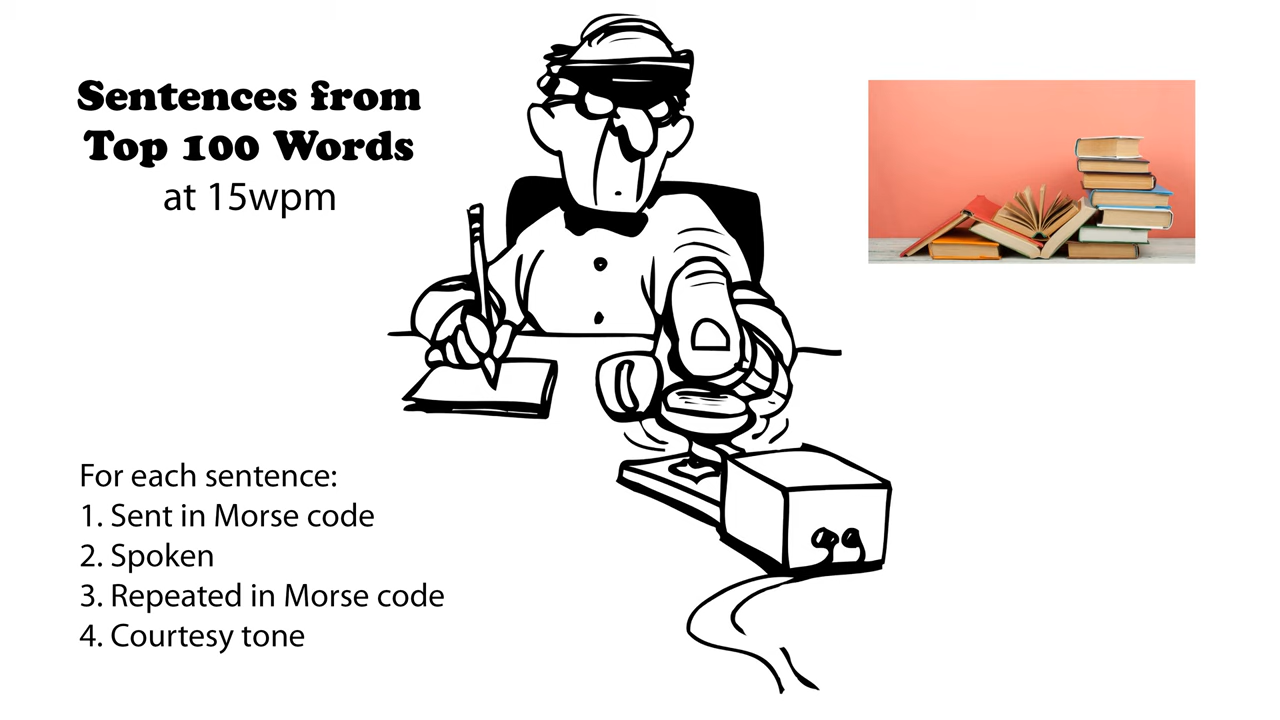 Sentences from
Top 100 Words
at 15wpm
For each sentence:
1. Sent in Morse code
2. Spoken
3. Repeated in Morse code
4. Courtesy tone